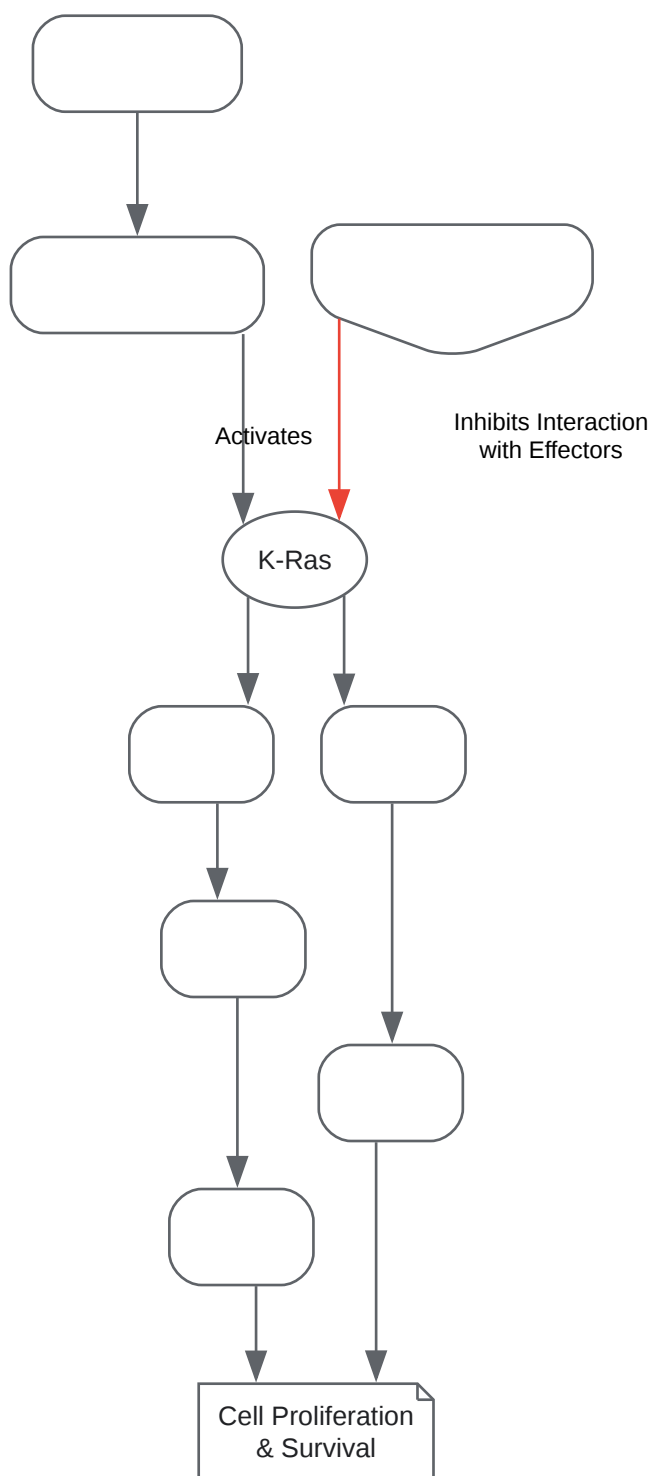 Activates
Inhibits Interaction
with Effectors
K-Ras
Cell Proliferation
& Survival